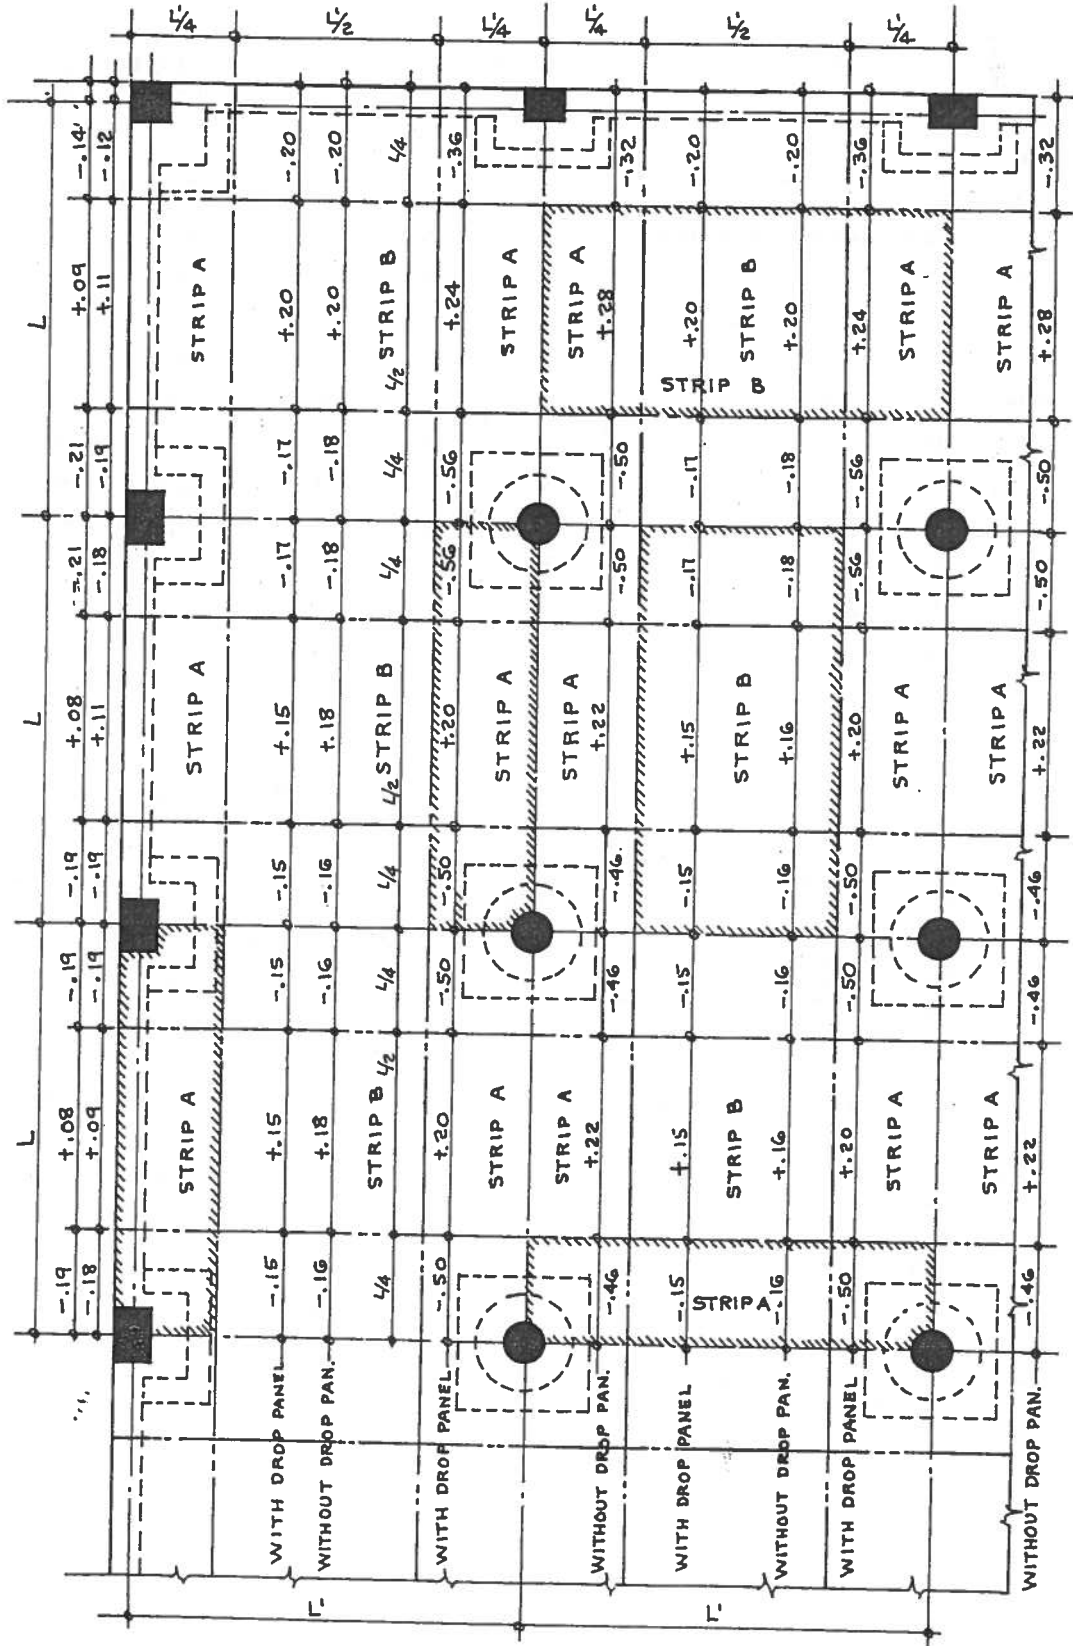 L'/4 L'/2 L'/4 L'/4 L'/2 L'/4
-.14 -.12 -.20 -.20 L/4 -.36 -.32 -.20 -.20 -.36 -.32
L +.09 +.11 STRIP A +.20 +.20 STRIP B L/2 +.24 STRIP A STRIP A +.28 +.20 STRIP B +.20 +.24 STRIP A STRIP A +.28
STRIP B
-.21 -.19 -.17 -.18 L/4 -.56 -.50 -.17 -.18 -.56 -.50
-.21 -.18 -.17 -.18 L/4 -.56 -.50 -.17 -.18 -.56 -.50
L +.08 +.11 STRIP A +.15 +.18 STRIP B L/2 +.20 STRIP A STRIP A +.22 +.15 STRIP B +.16 +.20 STRIP A STRIP A +.22
-.19 -.19 -.15 -.16 L/4 -.50 -.46 -.15 -.16 -.50 -.46
-.19 -.19 -.15 -.16 L/4 -.50 -.46 -.15 -.16 -.50 -.46
L +.08 +.09 STRIP A +.15 +.18 STRIP B L/2 +.20 STRIP A STRIP A +.22 +.15 STRIP B +.16 +.20 STRIP A STRIP A +.22
-.19 -.18 -.15 -.16 L/4 -.50 -.46 -.15 -.16 -.50 -.46
STRIP A
WITH DROP PANEL
WITHOUT DROP PAN.
WITH DROP PANEL
WITHOUT DROP PAN.
WITH DROP PANEL
WITHOUT DROP PAN.
WITH DROP PANEL
WITHOUT DROP PAN.
L' L'